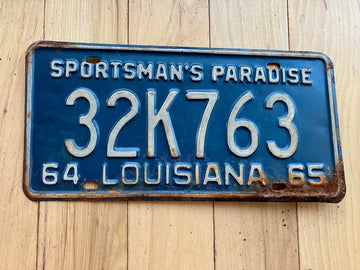 SPORTSMAN'S PARADISE
32K763
64 LOUISIANA 65